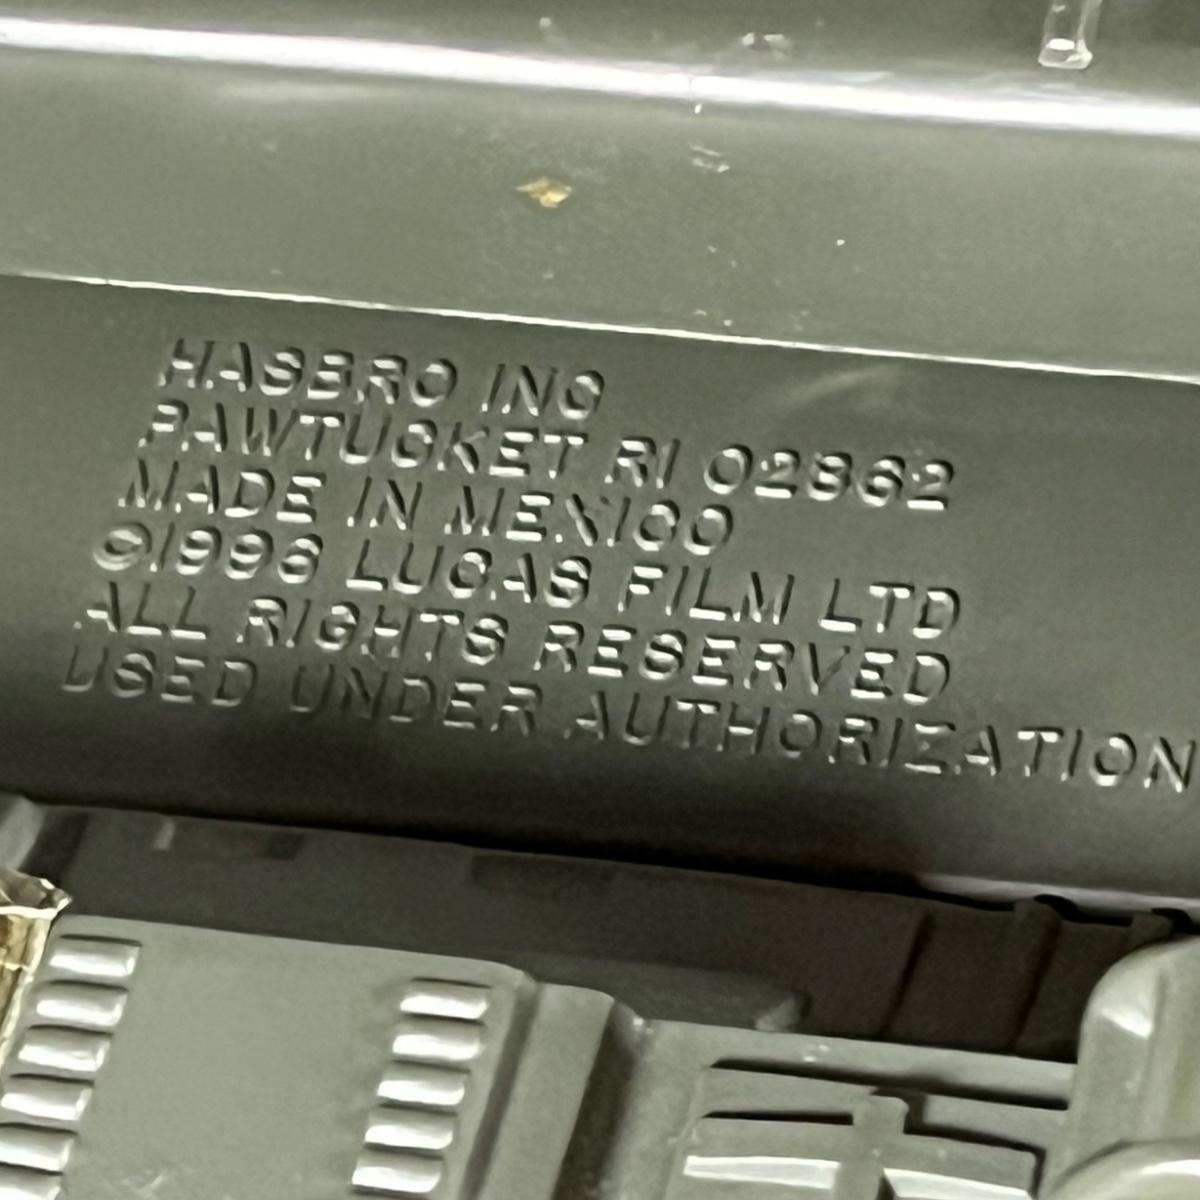 HASBRO INC
PAWTUCKET RI 02862
MADE IN MEXICO
©1996 LUCAS FILM LTD
ALL RIGHTS RESERVED
USED UNDER AUTHORIZATION